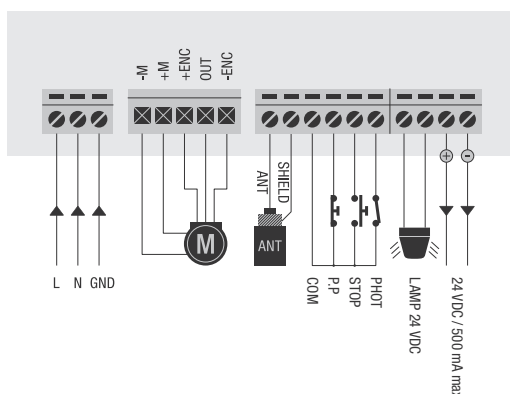 -M
+M
+ENC
OUT
-ENC
ANT
SHIELD
M
ANT
+
-
L
N
GND
COM
P.P
STOP
PHOT
LAMP 24 VDC
24 VDC / 500 mA max